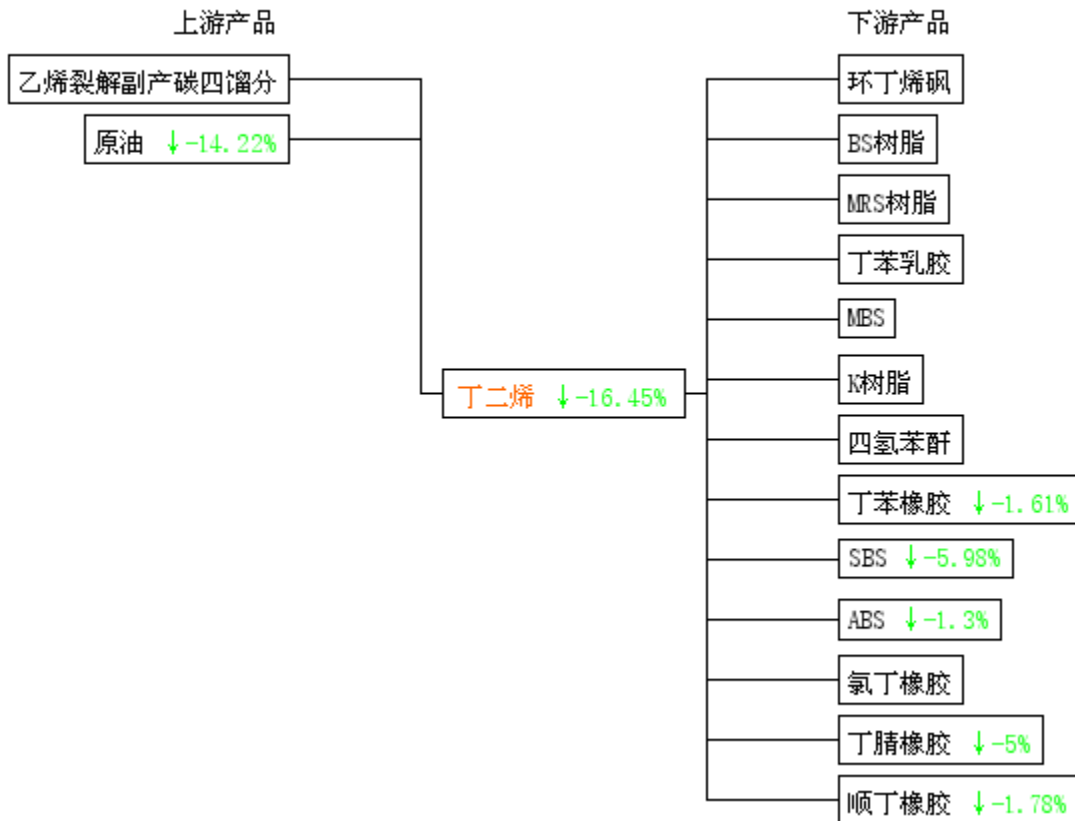 上游产品
乙烯裂解副产碳四馏分
原油 ↓-14.22%
丁二烯 ↓-16.45%
下游产品
环丁烯砜
BS树脂
MRS树脂
丁苯乳胶
MBS
K树脂
四氢苯酐
丁苯橡胶 ↓-1.61%
SBS ↓-5.98%
ABS ↓-1.3%
氯丁橡胶
丁腈橡胶 ↓-5%
顺丁橡胶 ↓-1.78%